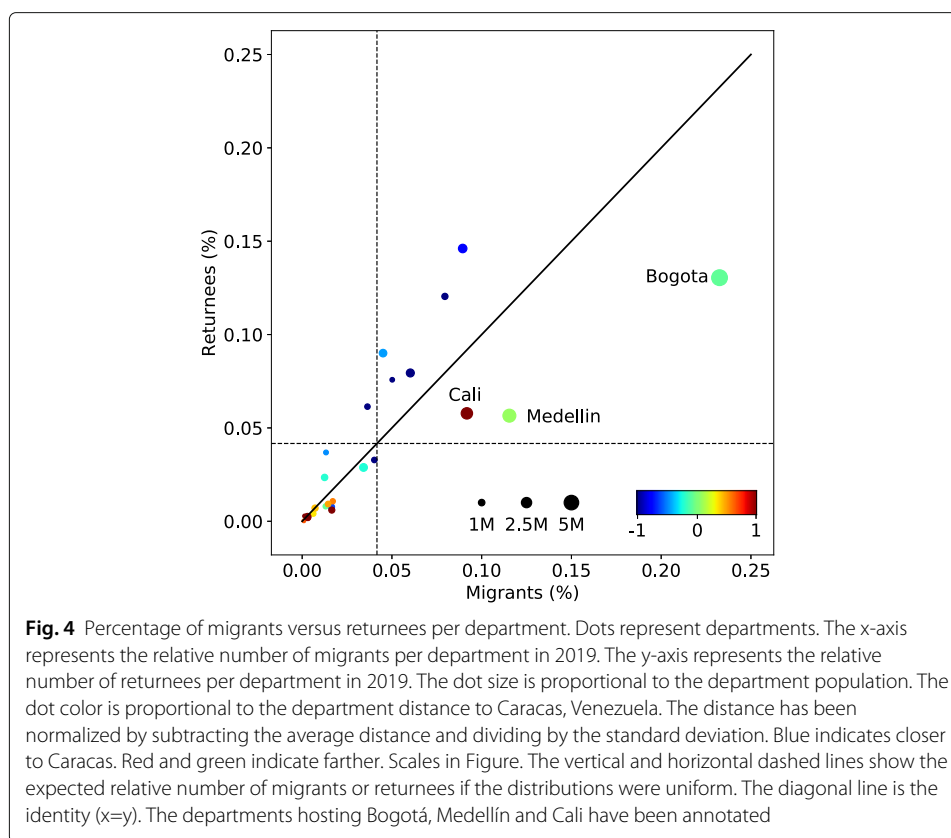 0.25
0.20
0.15
0.10
0.05
0.00
Returnees (%)
Bogota
Cali
Medellin
1M 2.5M 5M
-1 0 1
0.00 0.05 0.10 0.15 0.20 0.25
Migrants (%)
Fig. 4 Percentage of migrants versus returnees per department. Dots represent departments. The x-axis
represents the relative number of migrants per department in 2019. The y-axis represents the relative
number of returnees per department in 2019. The dot size is proportional to the department population. The
dot color is proportional to the department distance to Caracas, Venezuela. The distance has been
normalized by subtracting the average distance and dividing by the standard deviation. Blue indicates closer
to Caracas. Red and green indicate farther. Scales in Figure. The vertical and horizontal dashed lines show the
expected relative number of migrants or returnees if the distributions were uniform. The diagonal line is the
identity (x=y). The departments hosting Bogotá, Medellín and Cali have been annotated